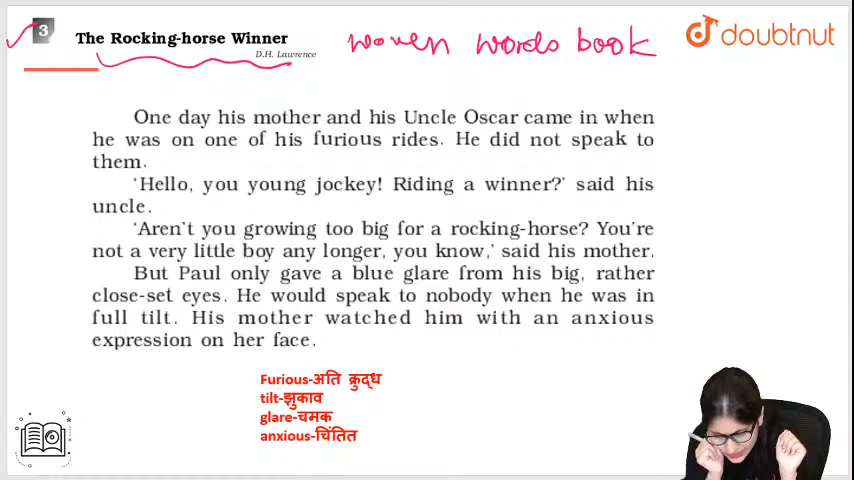 3
The Rocking-horse Winner
D.H. Lawrence
woven words book
doubtnut
One day his mother and his Uncle Oscar came in when
he was on one of his furious rides. He did not speak to
them.
‘Hello, you young jockey! Riding a winner?’ said his
uncle.
‘Aren’t you growing too big for a rocking-horse? You’re
not a very little boy any longer, you know,’ said his mother.
But Paul only gave a blue glare from his big, rather
close-set eyes. He would speak to nobody when he was in
full tilt. His mother watched him with an anxious
expression on her face.
Furious-अति क्रुद्ध
tilt-झुकाव
glare-चमक
anxious-चिंतित